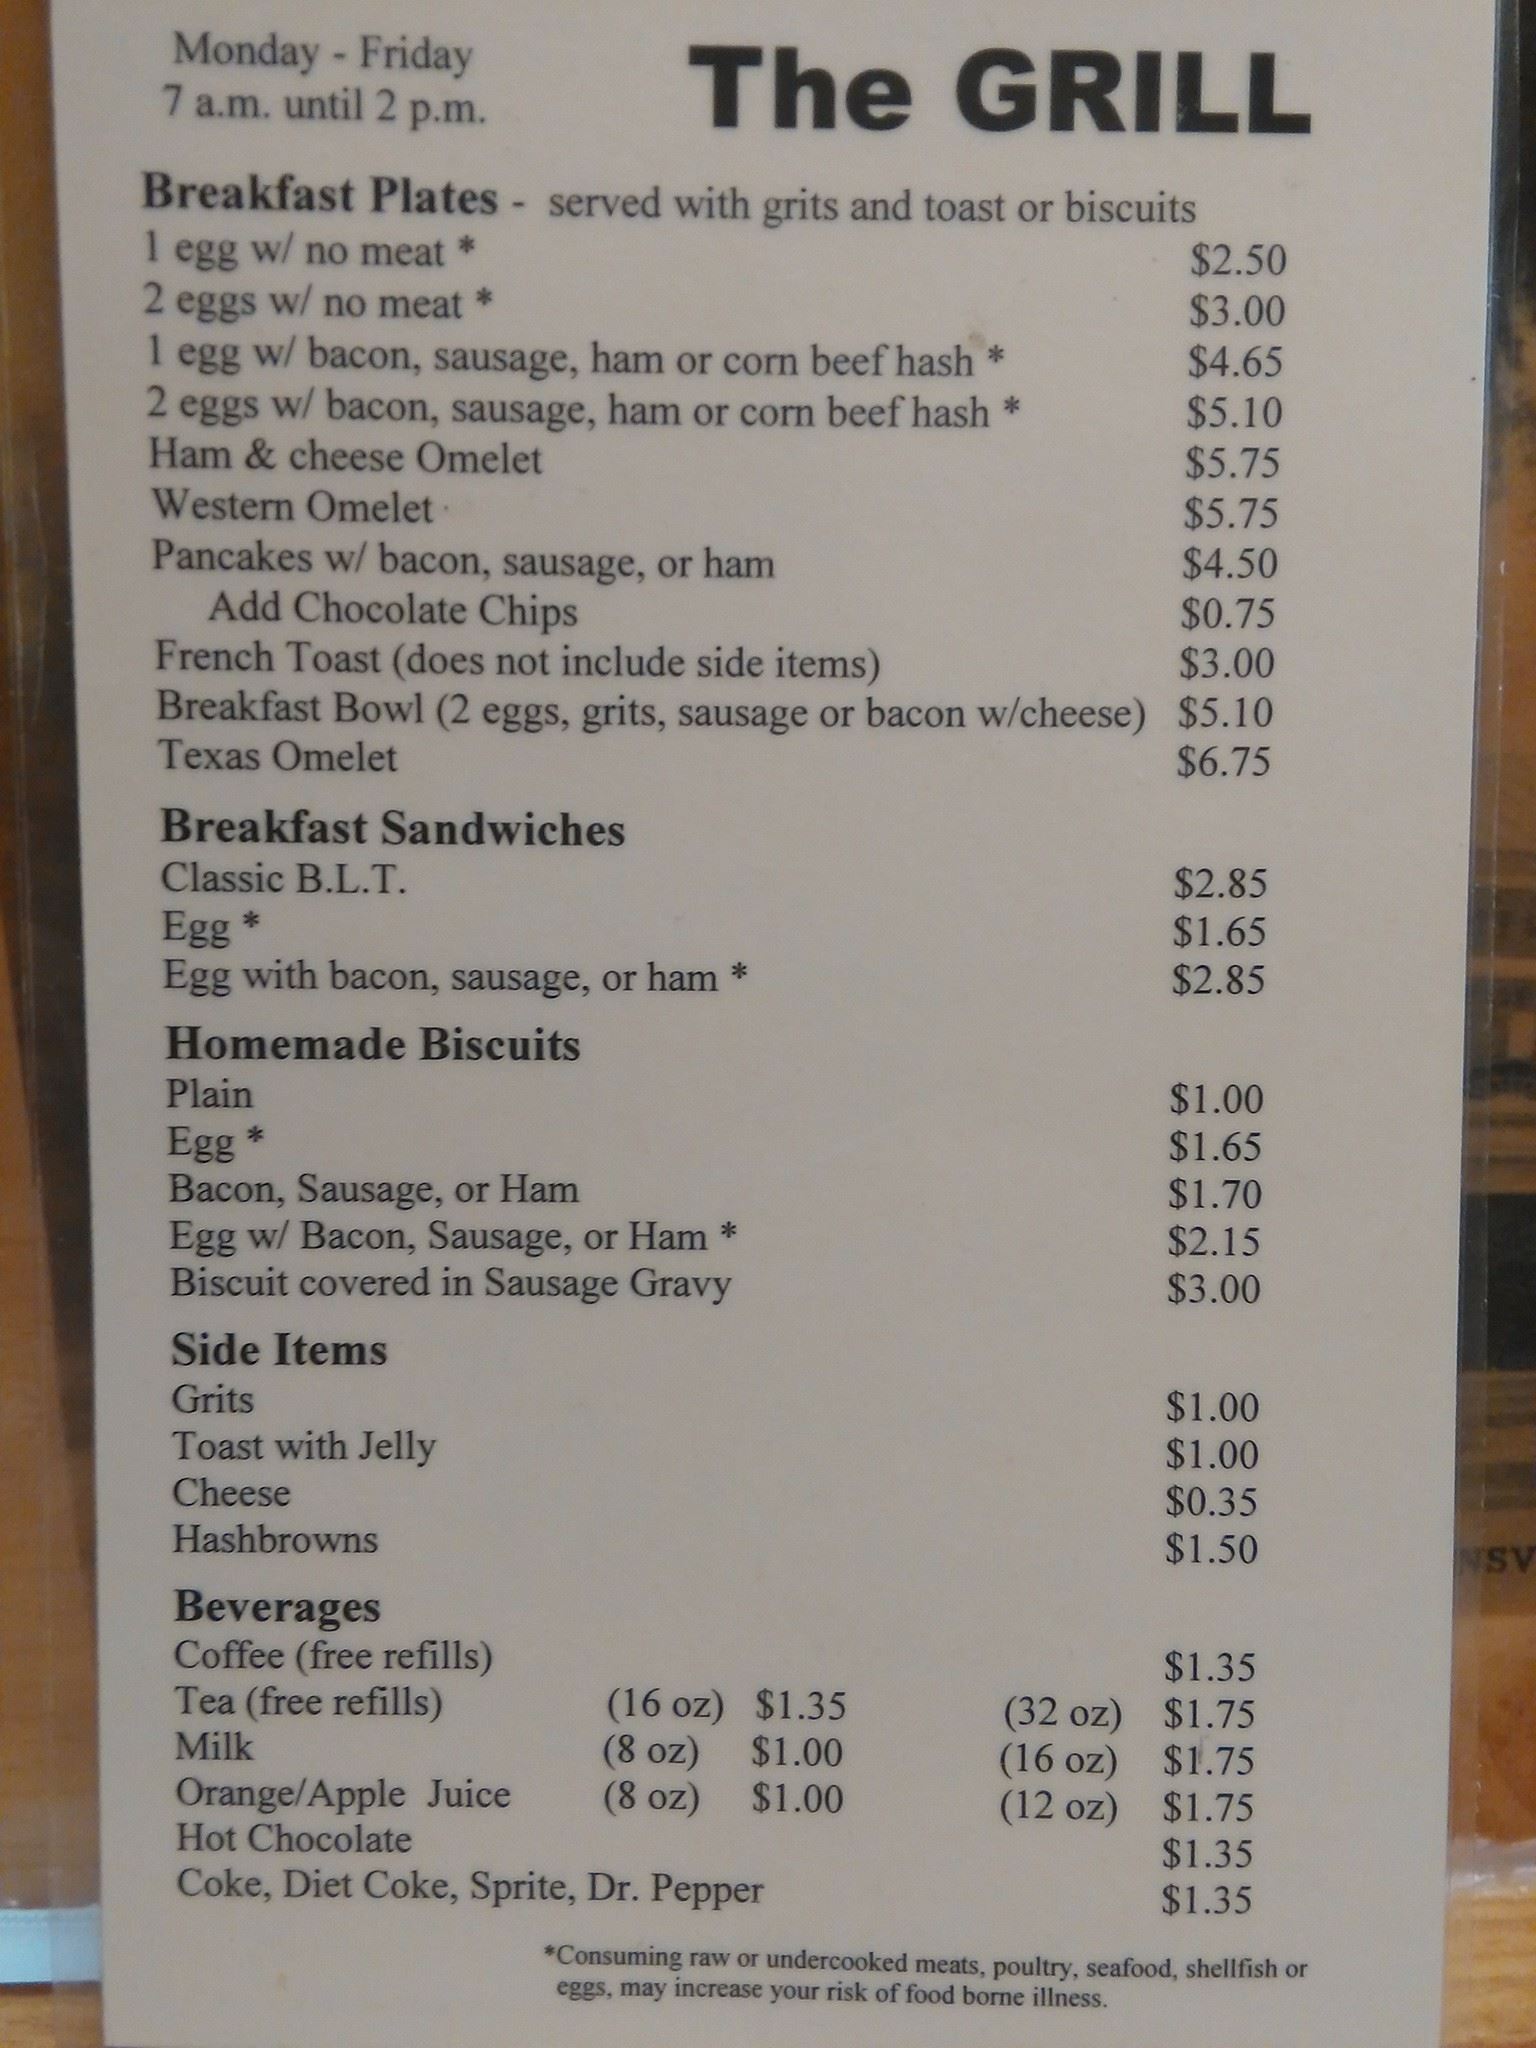 Monday - Friday
7 a.m. until 2 p.m.
The GRILL
Breakfast Plates - served with grits and toast or biscuits
1 egg w/ no meat * $2.50
2 eggs w/ no meat * $3.00
1 egg w/ bacon, sausage, ham or corn beef hash * $4.65
2 eggs w/ bacon, sausage, ham or corn beef hash * $5.10
Ham & cheese Omelet $5.75
Western Omelet $5.75
Pancakes w/ bacon, sausage, or ham $4.50
Add Chocolate Chips $0.75
French Toast (does not include side items) $3.00
Breakfast Bowl (2 eggs, grits, sausage or bacon w/cheese) $5.10
Texas Omelet $6.75
Breakfast Sandwiches
Classic B.L.T. $2.85
Egg * $1.65
Egg with bacon, sausage, or ham * $2.85
Homemade Biscuits
Plain $1.00
Egg * $1.65
Bacon, Sausage, or Ham $1.70
Egg w/ Bacon, Sausage, or Ham * $2.15
Biscuit covered in Sausage Gravy $3.00
Side Items
Grits $1.00
Toast with Jelly $1.00
Cheese $0.35
Hashbrowns $1.50
Beverages
Coffee (free refills) $1.35
Tea (free refills) (16 oz) $1.35 (32 oz) $1.75
Milk (8 oz) $1.00 (16 oz) $1.75
Orange/Apple Juice (8 oz) $1.00 (12 oz) $1.75
Hot Chocolate $1.35
Coke, Diet Coke, Sprite, Dr. Pepper $1.35
*Consuming raw or undercooked meats, poultry, seafood, shellfish or
eggs, may increase your risk of food borne illness.